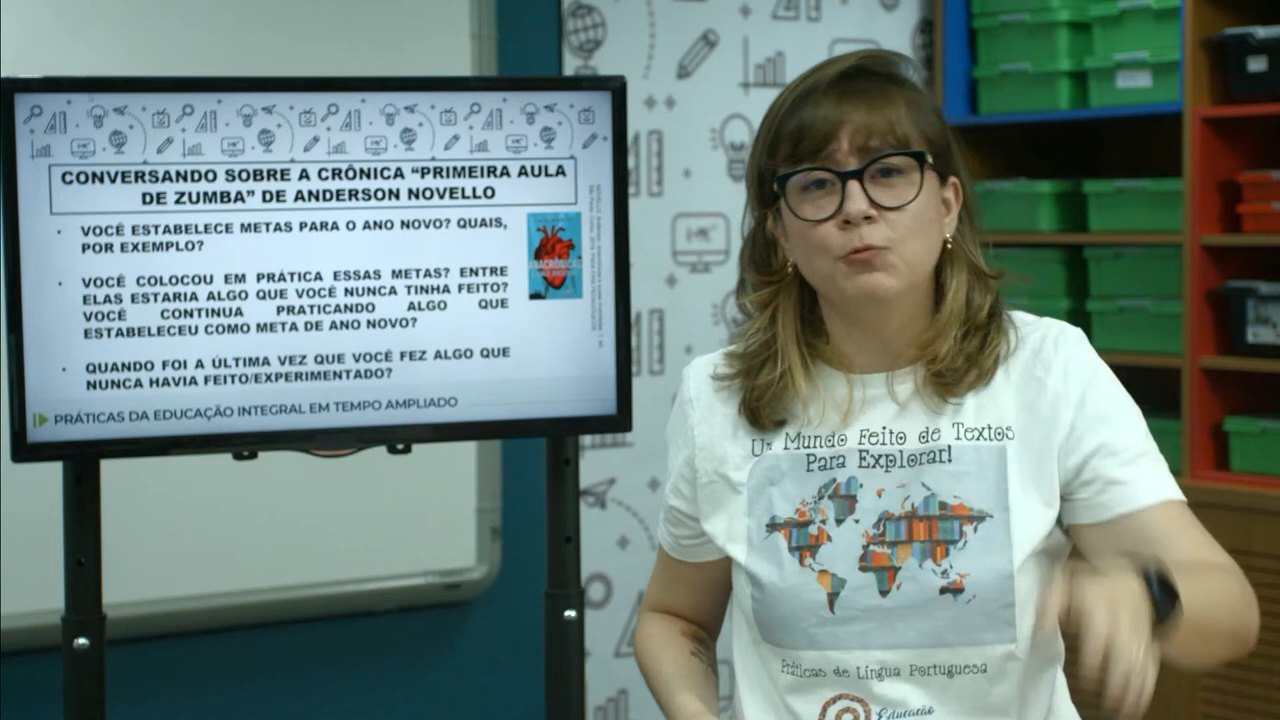 CONVERSANDO SOBRE A CRÔNICA “PRIMEIRA AULA
DE ZUMBA” DE ANDERSON NOVELLO
• VOCÊ ESTABELECE METAS PARA O ANO NOVO? QUAIS,
POR EXEMPLO?
• VOCÊ COLOCOU EM PRÁTICA ESSAS METAS? ENTRE
ELAS ESTARIA ALGO QUE VOCÊ NUNCA TINHA FEITO?
VOCÊ CONTINUA PRATICANDO ALGO QUE
ESTABELECEU COMO META DE ANO NOVO?
• QUANDO FOI A ÚLTIMA VEZ QUE VOCÊ FEZ ALGO QUE
NUNCA HAVIA FEITO/EXPERIMENTADO?
PRÁTICAS DA EDUCAÇÃO INTEGRAL EM TEMPO AMPLIADO
Um Mundo Feito de Textos
Para Explorar!
Práticas de Língua Portuguesa
Educação